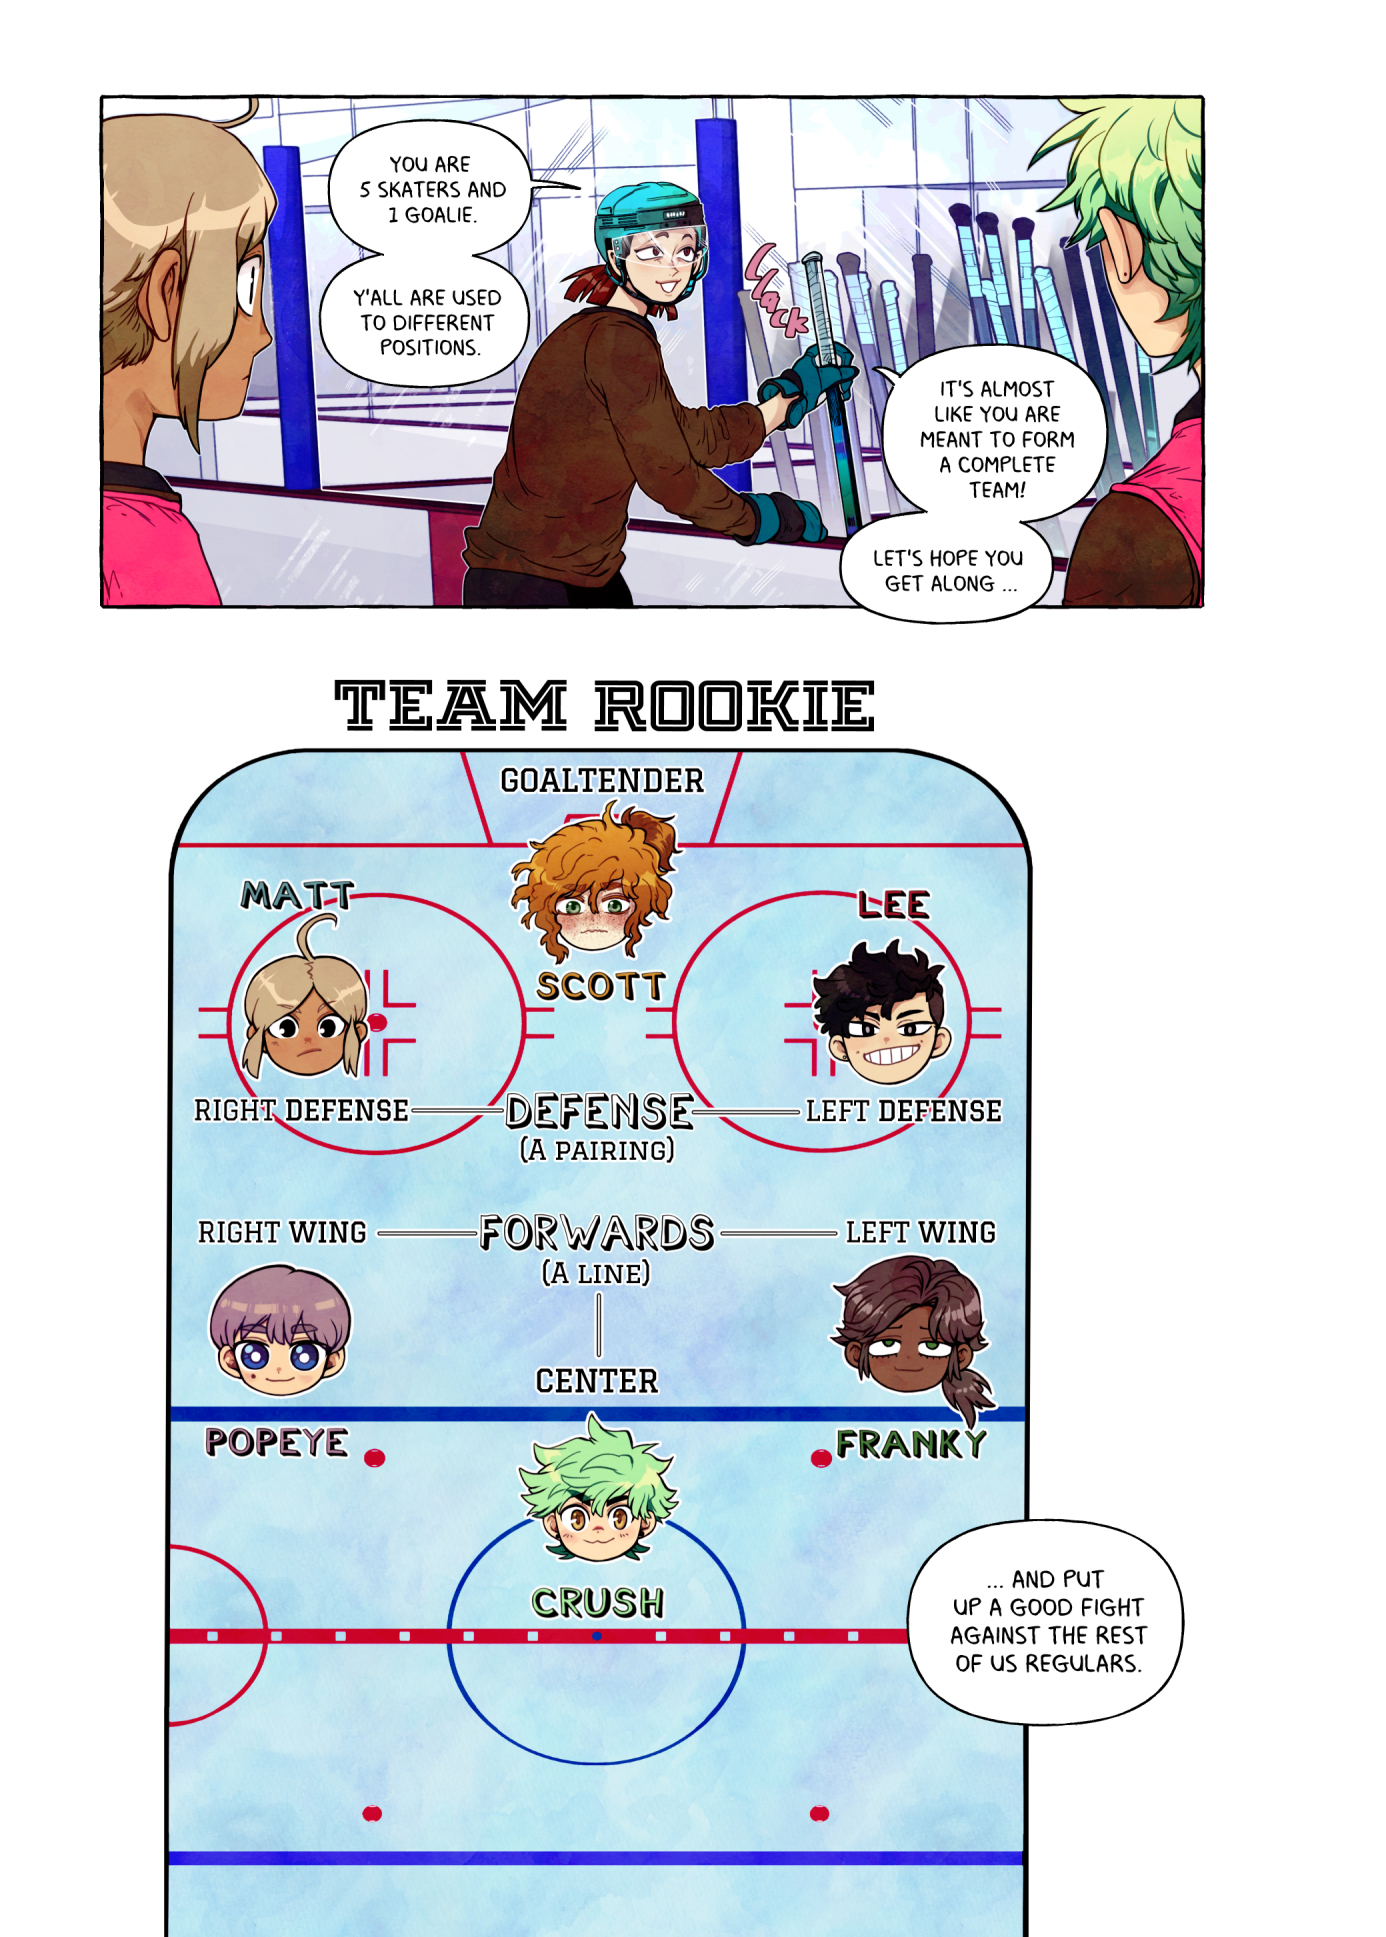 YOU ARE
5 SKATERS AND
1 GOALIE.
Y'ALL ARE USED
TO DIFFERENT
POSITIONS.
Clack
IT'S ALMOST
LIKE YOU ARE
MEANT TO FORM
A COMPLETE
TEAM!
LET'S HOPE YOU
GET ALONG ...
TEAM ROOKIE
GOALTENDER
MATT
LEE
SCOTT
RIGHT DEFENSE
DEFENSE
LEFT DEFENSE
(A PAIRING)
RIGHT WING
FORWARDS
LEFT WING
(A LINE)
CENTER
POPEYE
FRANKY
CRUSH
... AND PUT
UP A GOOD FIGHT
AGAINST THE REST
OF US REGULARS.